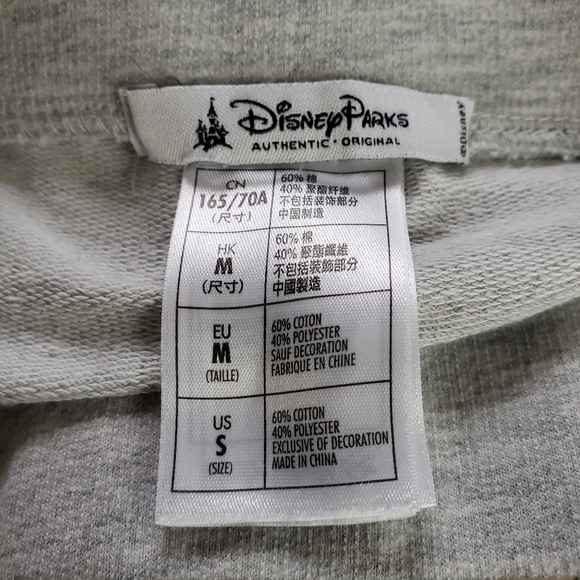 Disney Parks
AUTHENTIC • ORIGINAL
©Disney
CN
165/70A
(尺寸)
60% 棉
40% 聚酯纤维
不包括装饰部分
中国制造
HK
M
(尺寸)
60% 棉
40% 聚酯纖維
不包括裝飾部分
中國製造
EU
M
(TAILLE)
60% COTON
40% POLYESTER
SAUF DECORATION
FABRIQUE EN CHINE
US
S
(SIZE)
60% COTTON
40% POLYESTER
EXCLUSIVE OF DECORATION
MADE IN CHINA